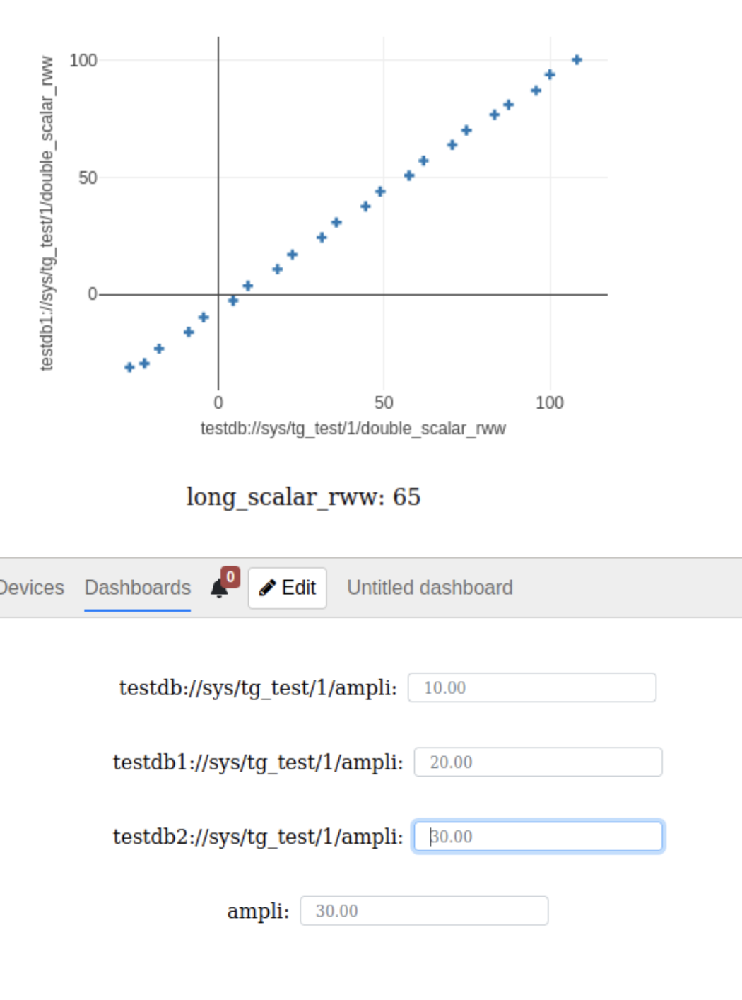 testdb1://sys/tg_test/1/double_scalar_rww
100
50
0
0 50 100
testdb://sys/tg_test/1/double_scalar_rww
long_scalar_rww: 65
Devices Dashboards 0 Edit Untitled dashboard
testdb://sys/tg_test/1/ampli: 10.00
testdb1://sys/tg_test/1/ampli: 20.00
testdb2://sys/tg_test/1/ampli: 30.00
ampli: 30.00